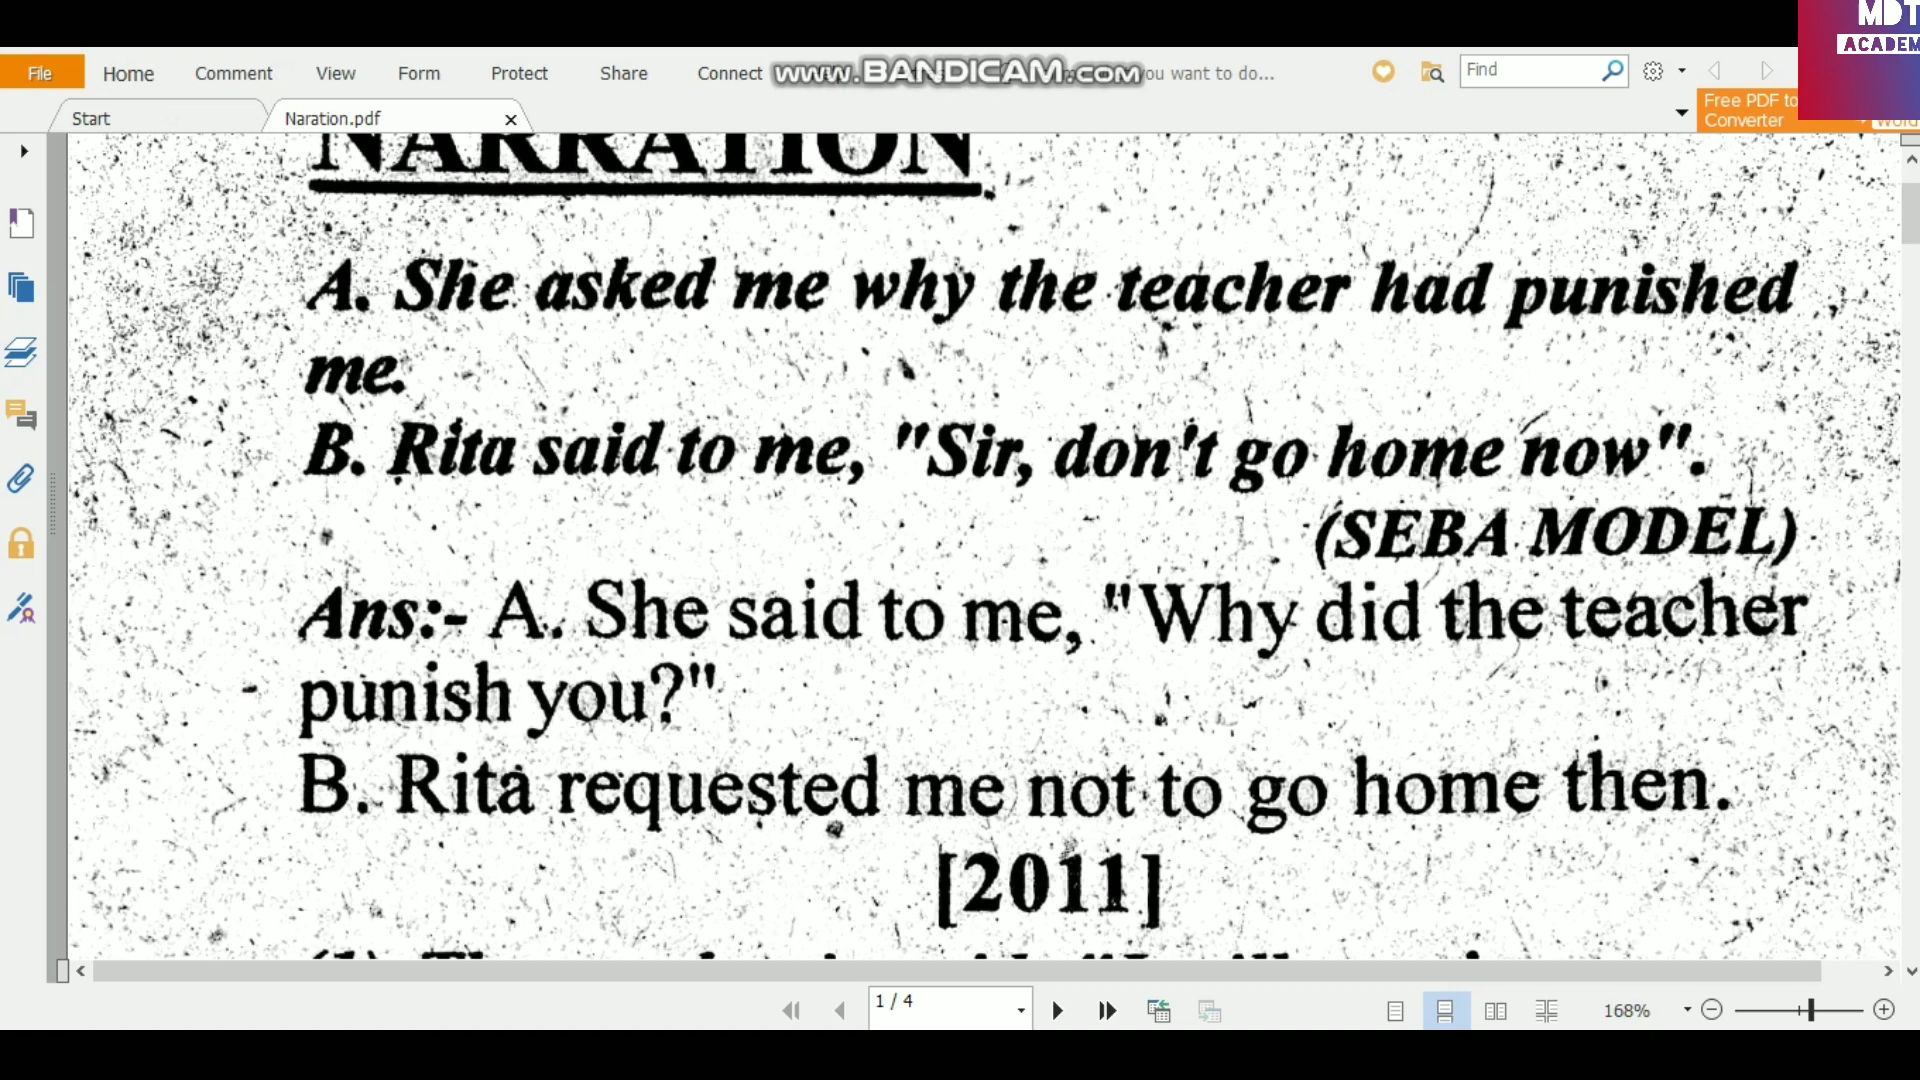 MDT
ACADEM
File Home Comment View Form Protect Share Connect www.BANDICAM.com you want to do... Find
Start Naration.pdf
Free PDF to
Converter
NARRATION
A. She asked me why the teacher had punished
me.
B. Rita said to me, "Sir, don't go home now".
(SEBA MODEL)
Ans:- A. She said to me, "Why did the teacher
punish you?"
B. Rita requested me not to go home then.
[2011]
1 / 4 168%